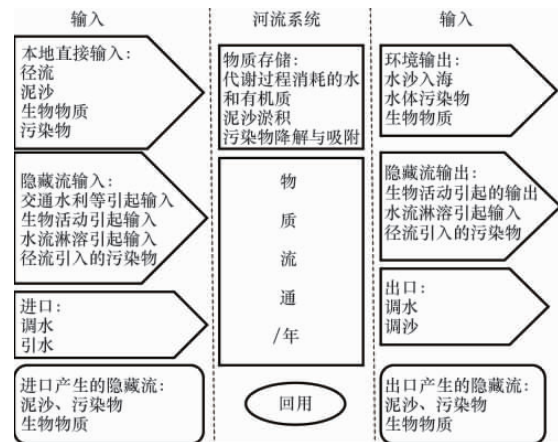 输入
本地直接输入：
径流
泥沙
生物物质
污染物
隐藏流输入：
交通水利等引起输入
生物活动引起输入
水流淋溶引起输入
径流引入的污染物
进口：
调水
引水
进口产生的隐藏流：
泥沙、污染物
生物物质
河流系统
物质存储：
代谢过程消耗的水
和有机质
泥沙淤积
污染物降解与吸附
物
质
流
通
/年
回用
输入
环境输出：
水沙入海
水体污染物
生物物质
隐藏流输出：
生物活动引起的输出
水流淋溶引起输入
径流引入的污染物
出口：
调水
调沙
出口产生的隐藏流：
泥沙、污染物
生物物质